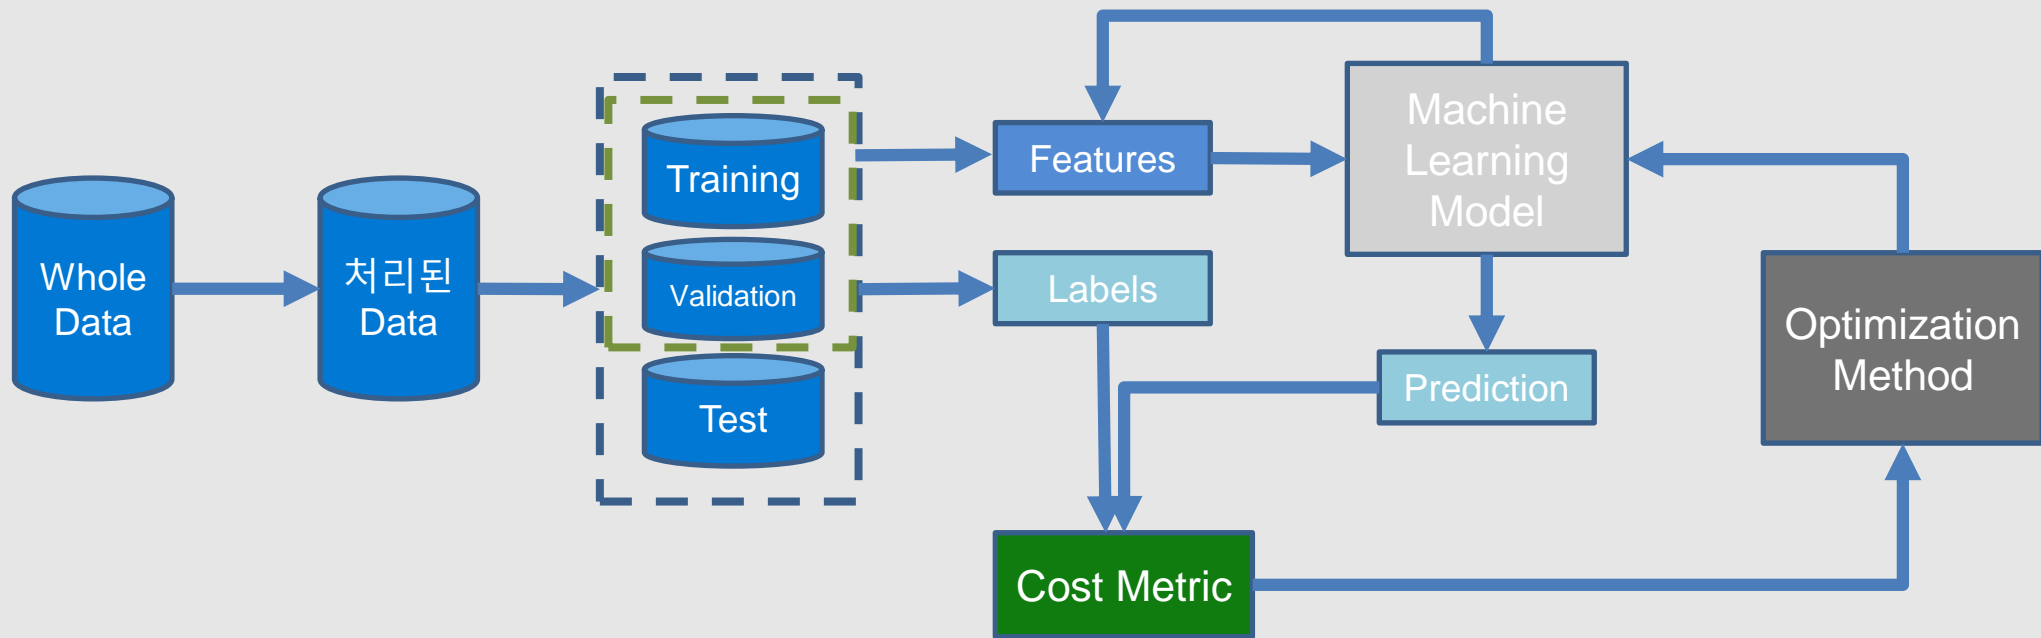 Whole
Data
처리된
Data
Training
Validation
Test
Features
Labels
Machine
Learning
Model
Prediction
Optimization
Method
Cost Metric